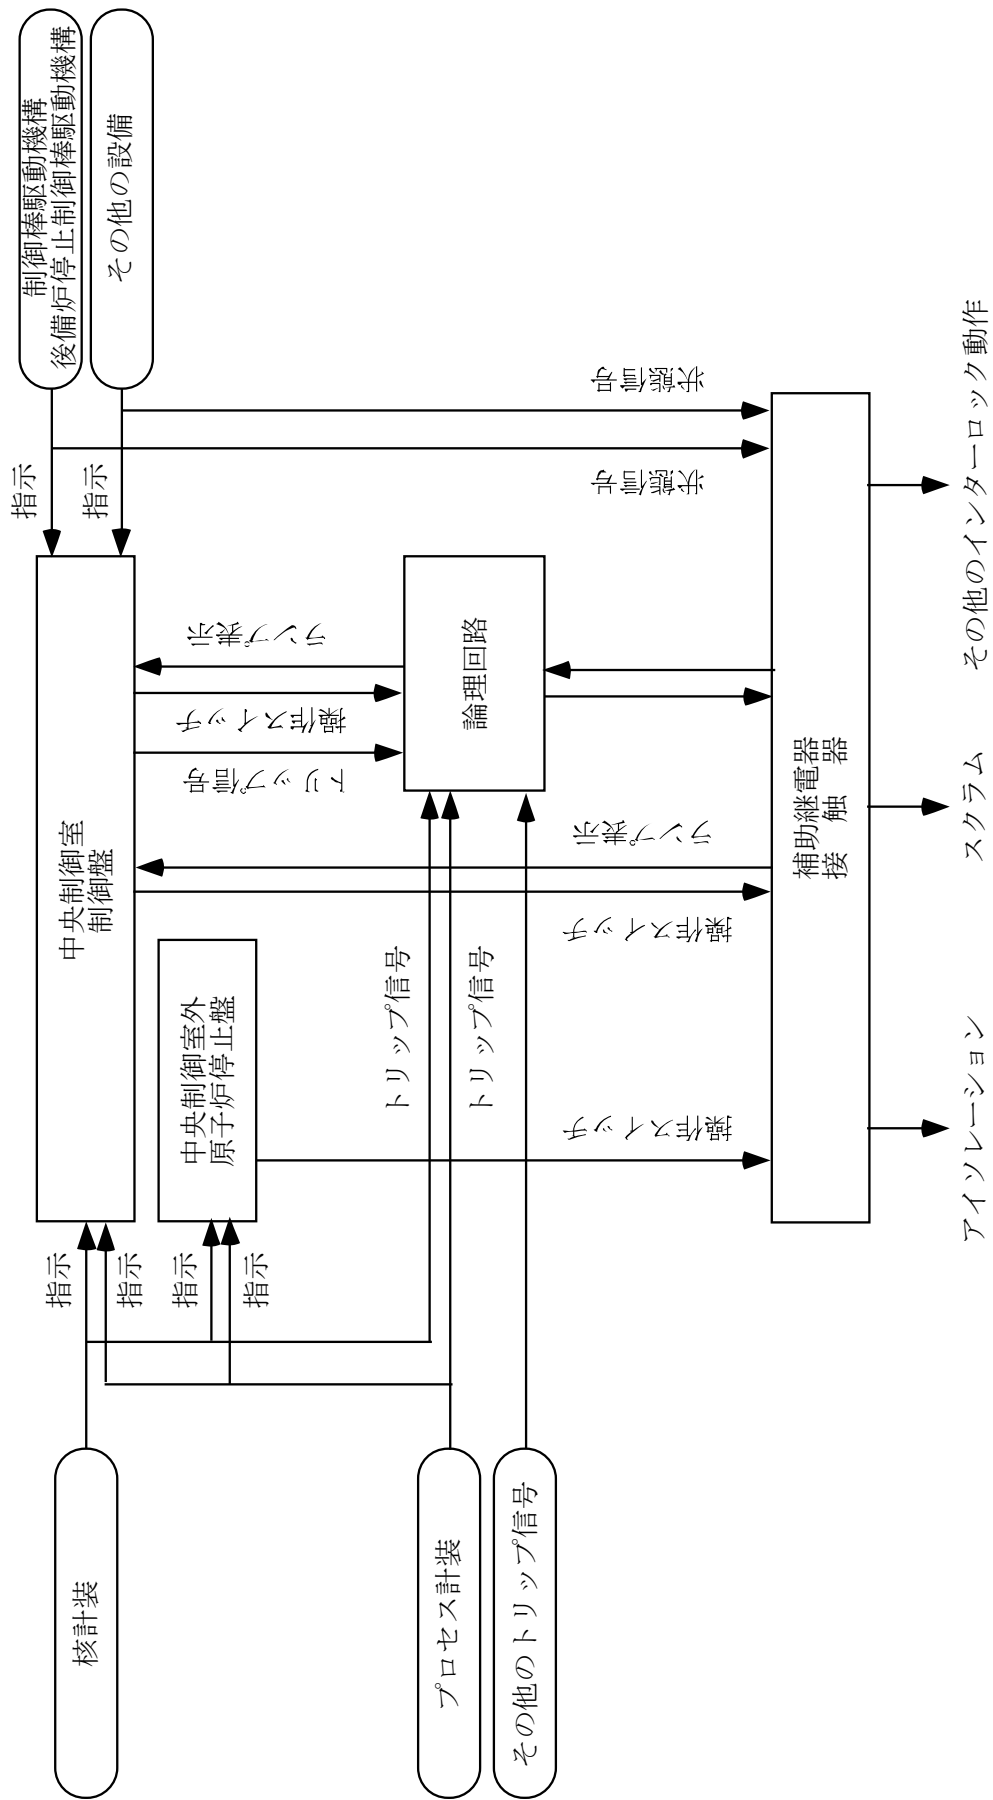 制御棒駆動機構
後備炉停止制御棒駆動機構
その他の設備
指示
指示
状態信号
状態信号
中央制御室
制御盤
ランプ表示
操作スイッチ
トリップ信号
論理回路
ランプ表示
操作スイッチ
中央制御室外
原子炉停止盤
トリップ信号
トリップ信号
操作スイッチ
補助継電器
接触器
その他のインターロック動作
スクラム
アイソレーション
指示
指示
指示
指示
核計装
プロセス計装
その他のトリップ信号